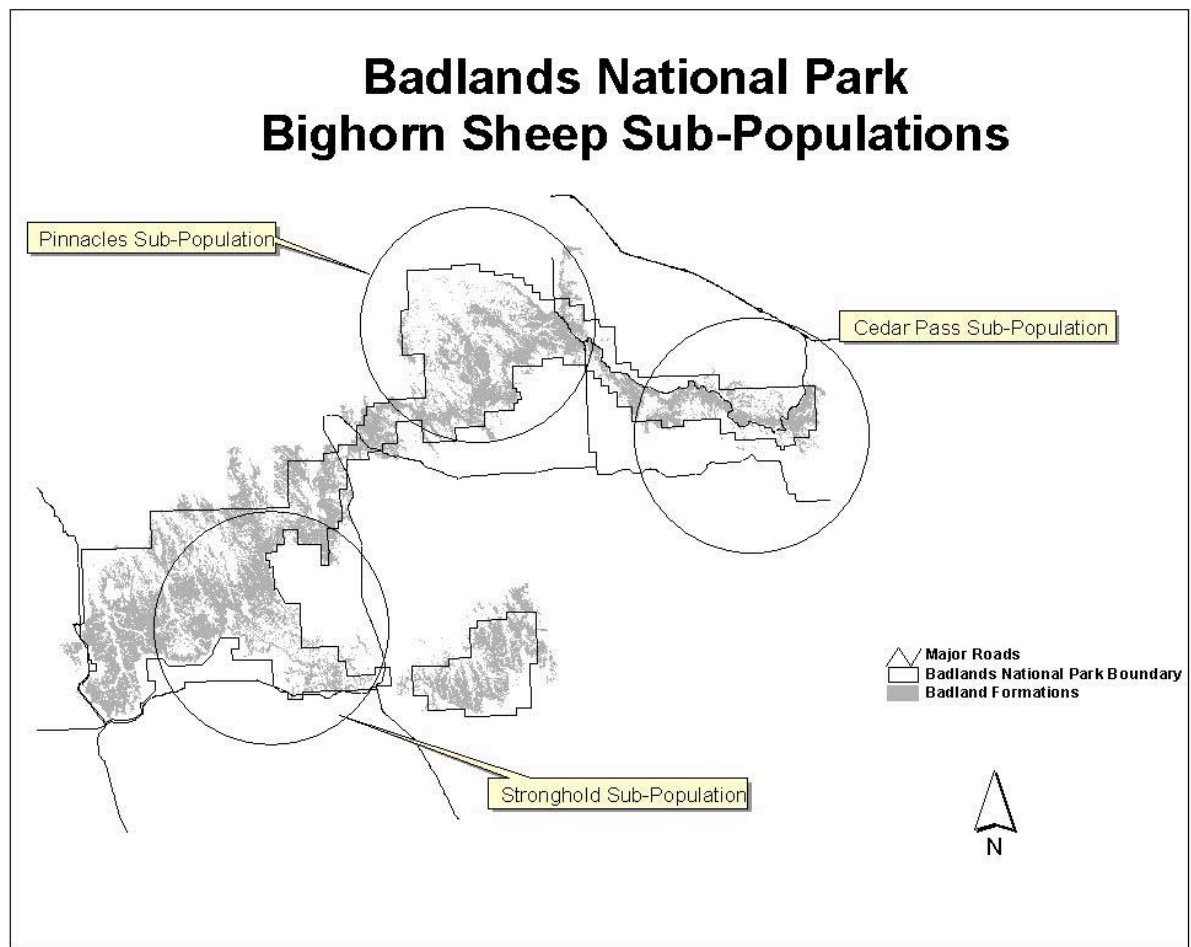 Badlands National Park
Bighorn Sheep Sub-Populations
Pinnacles Sub-Population
Cedar Pass Sub-Population
Major Roads
Badlands National Park Boundary
Badland Formations
Stronghold Sub-Population
N